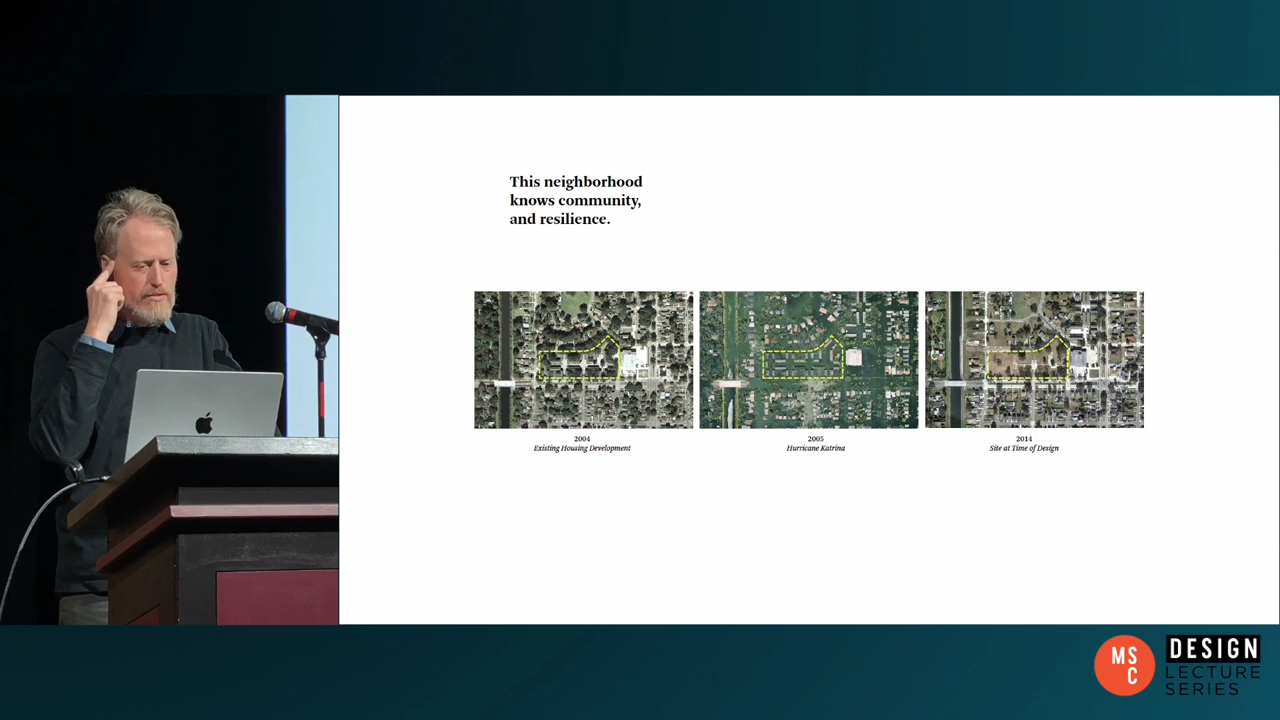 This neighborhood
knows community,
and resilience.
2004
Existing Housing Development
2005
Hurricane Katrina
2014
Site at Time of Design
MS
C
DESIGN
LECTURE
SERIES